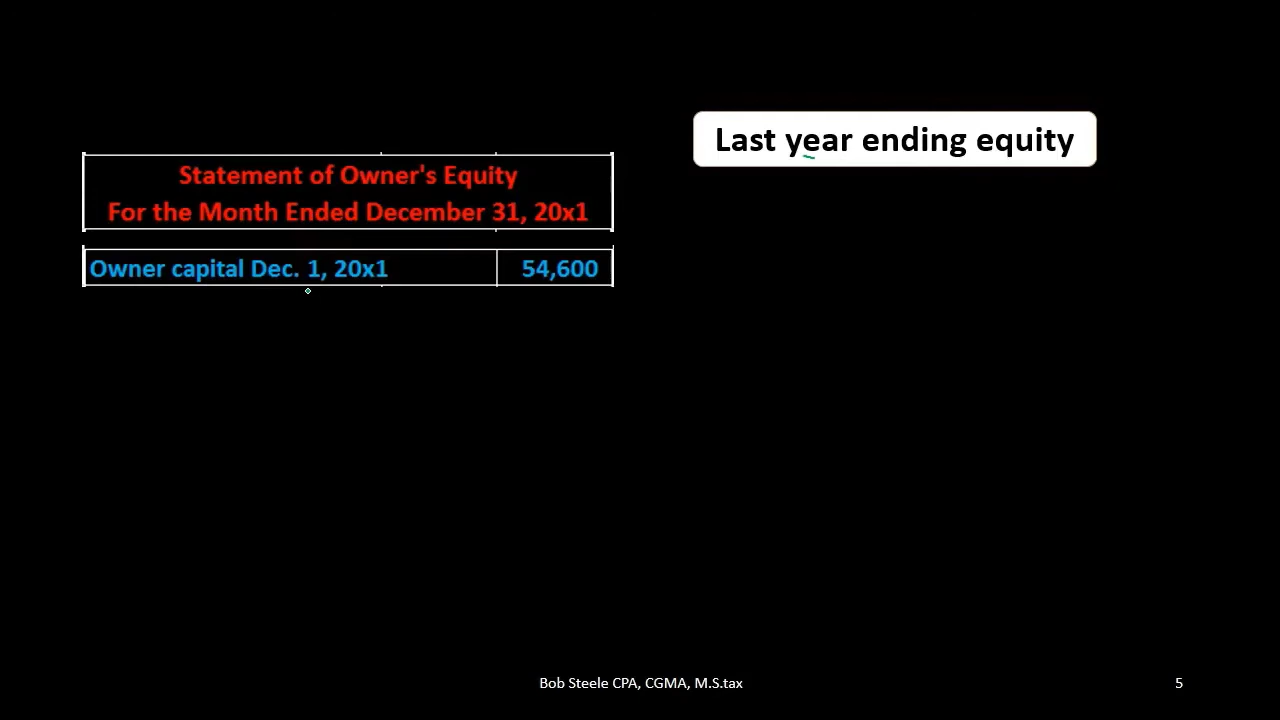 Last year ending equity
Statement of Owner's Equity
For the Month Ended December 31, 20x1
Owner capital Dec. 1, 20x1 54,600
Bob Steele CPA, CGMA, M.S.tax
5